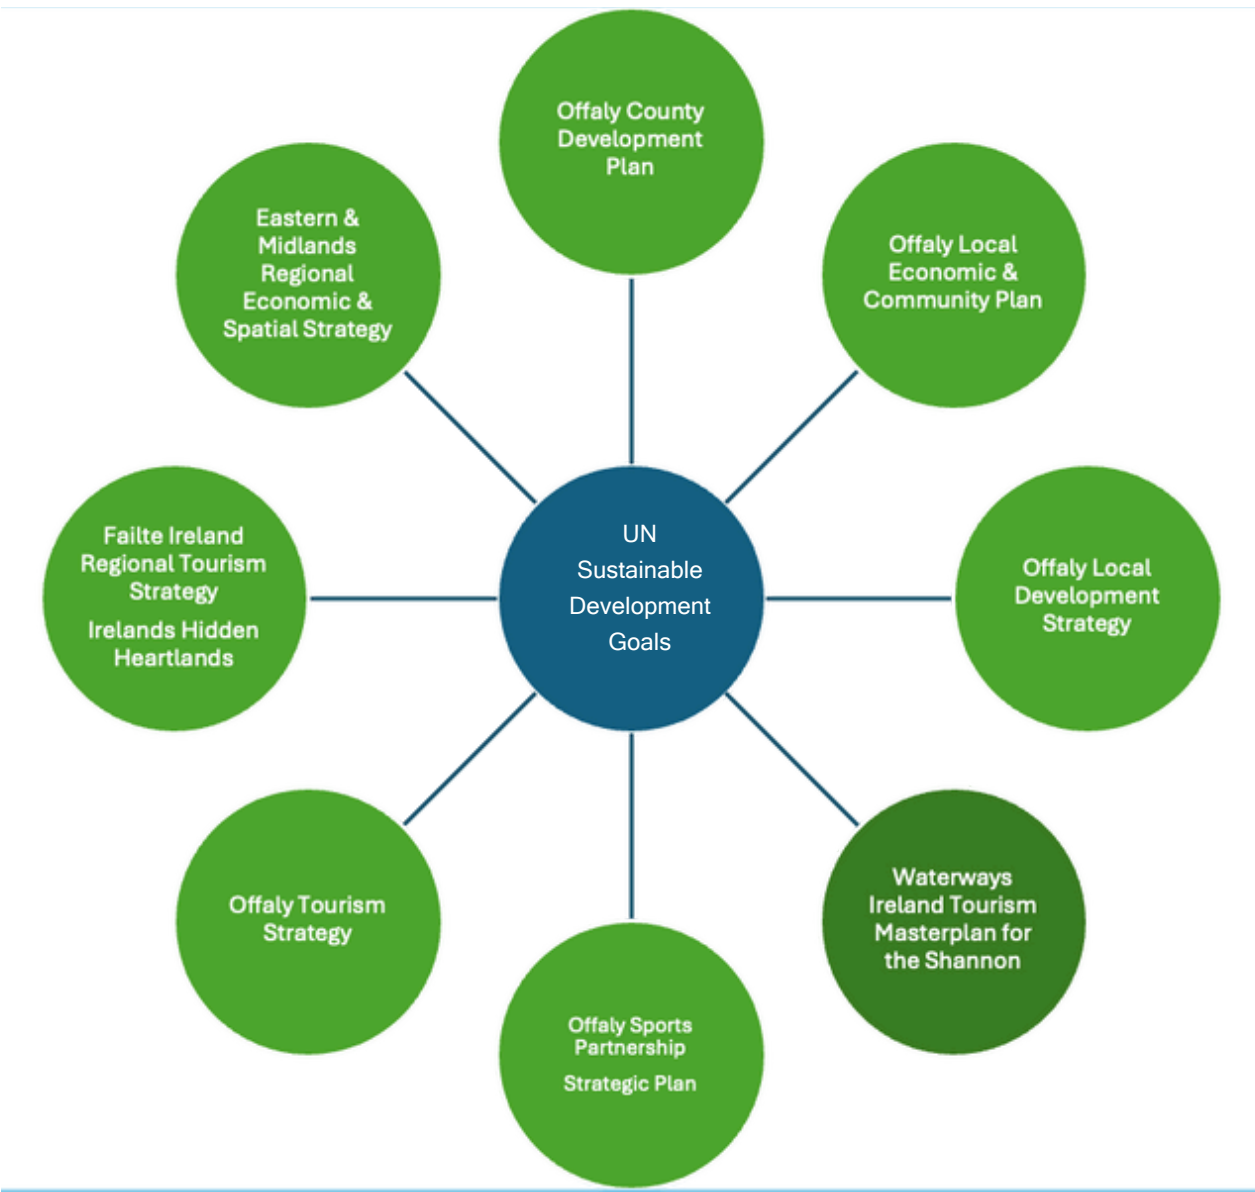 Offaly County
Development
Plan
Eastern &
Midlands
Regional
Economic &
Spatial Strategy
Offaly Local
Economic &
Community Plan
Failte Ireland
Regional Tourism
Strategy
Irelands Hidden
Heartlands
UN
Sustainable
Development
Goals
Offaly Local
Development
Strategy
Offaly Tourism
Strategy
Waterways
Ireland Tourism
Masterplan for
the Shannon
Offaly Sports
Partnership
Strategic Plan